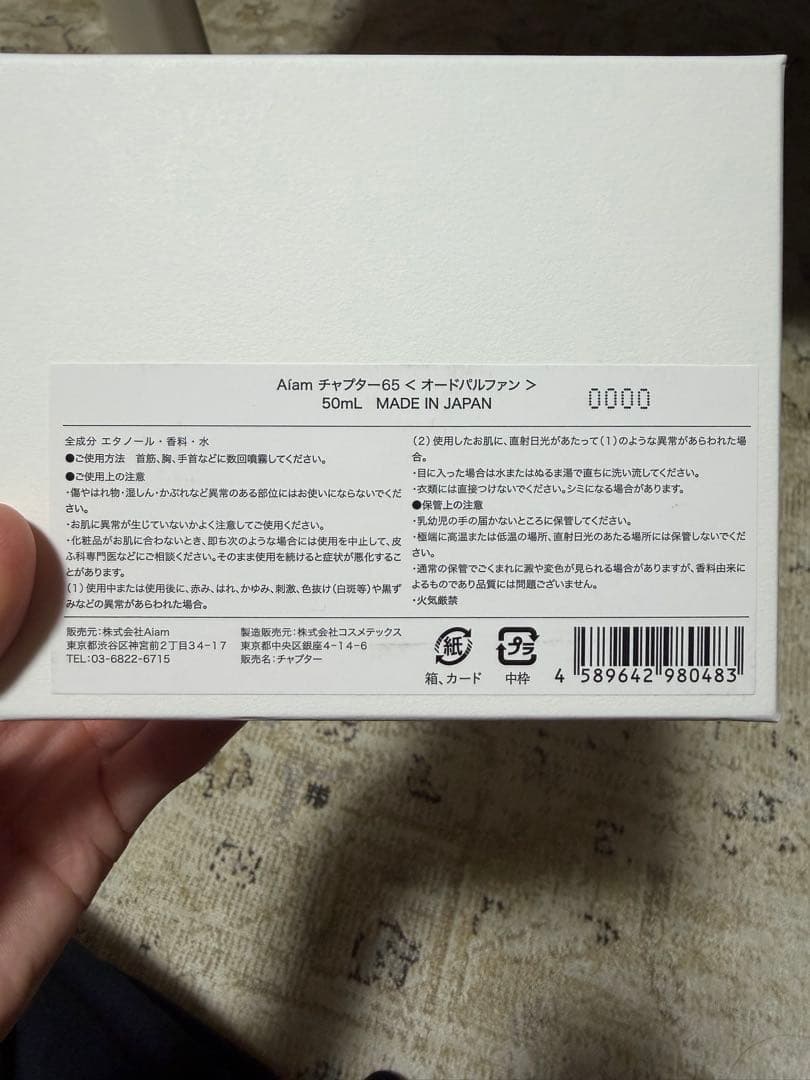 Aíam チャプター65 < オードパルファン >
50mL MADE IN JAPAN
0000
全成分 エタノール・香料・水
●ご使用方法 首筋、胸、手首などに数回噴霧してください。
●ご使用上の注意
・傷やはれ物・湿しん・かぶれなど異常のある部位にはお使いにならないでくだ
さい。
・お肌に異常が生じていないかよく注意してご使用ください。
・化粧品がお肌に合わないとき、即ち次のような場合には使用を中止して、皮
ふ科専門医などにご相談ください。そのまま使用を続けると症状が悪化するこ
とがあります。
(1)使用中または使用後に、赤み、はれ、かゆみ、刺激、色抜け(白斑等)や黒ず
みなどの異常があらわれた場合。
(2)使用したお肌に、直射日光があたって(1)のような異常があらわれた場
合。
・目に入った場合は水またはぬるま湯で直ちに洗い流してください。
・衣類には直接つけないでください。シミになる場合があります。
●保管上の注意
・乳幼児の手の届かないところに保管してください。
・極端に高温または低温の場所、直射日光のあたる場所には保管しないでくだ
さい。
・通常の保管でごくまれに澱や変色が見られる場合がありますが、香料由来に
よるものであり品質には問題ございません。
・火気厳禁
販売元:株式会社Aiam
東京都渋谷区神宮前2丁目34-17
TEL:03-6822-6715
製造販売元:株式会社コスメテックス
東京都中央区銀座4-14-6
販売名:チャプター
紙
箱、カード
プラ
中枠
4 589642 980483